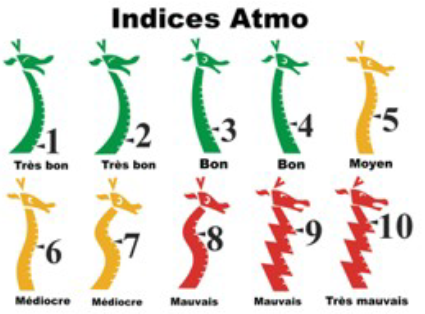 Indices Atmo
1 2 3 4 5
Très bon Très bon Bon Bon Moyen
6 7 8 9 10
Médiocre Médiocre Mauvais Mauvais Très mauvais